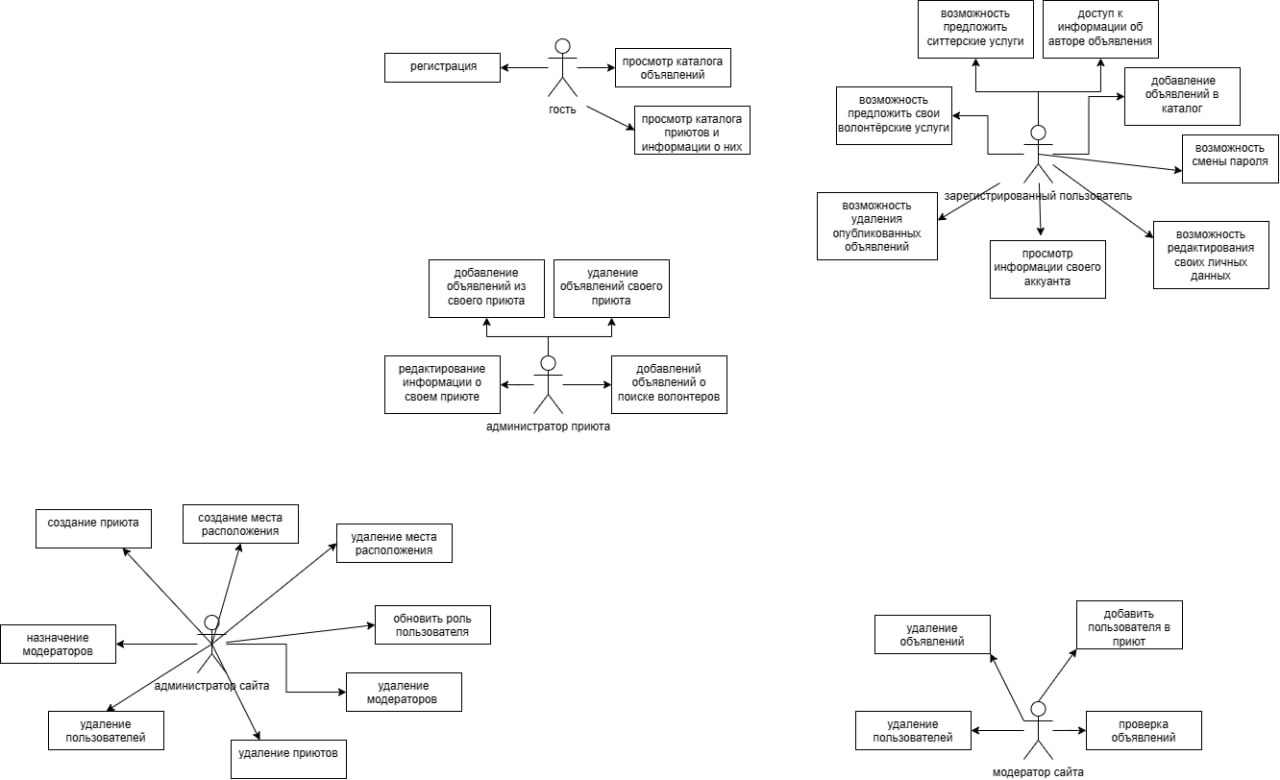 регистрация
просмотр каталога
объявлений
гость
просмотр каталога
приютов и
информации о них
возможность
предложить
ситтерские услуги
доступ к
информации об
авторе объявления
возможность
предложить свои
волонтёрские услуги
добавление
объявлений в
каталог
возможность
смены пароля
зарегистрированный пользователь
возможность
удаления
опубликованных
объявлений
просмотр
информации своего
аккуанта
возможность
редактирования
своих личных
данных
добавление
объявлений из
своего приюта
удаление
объявлений своего
приюта
редактирование
информации о
своем приюте
добавлений
объявлений о
поиске волонтеров
администратор приюта
создание приюта
создание места
расположения
удаление места
расположения
назначение
модераторов
обновить роль
пользователя
администратор сайта
удаление
модераторов
удаление
пользователей
удаление приютов
удаление
объявлений
добавить
пользователя в
приют
удаление
пользователей
проверка
объявлений
модератор сайта